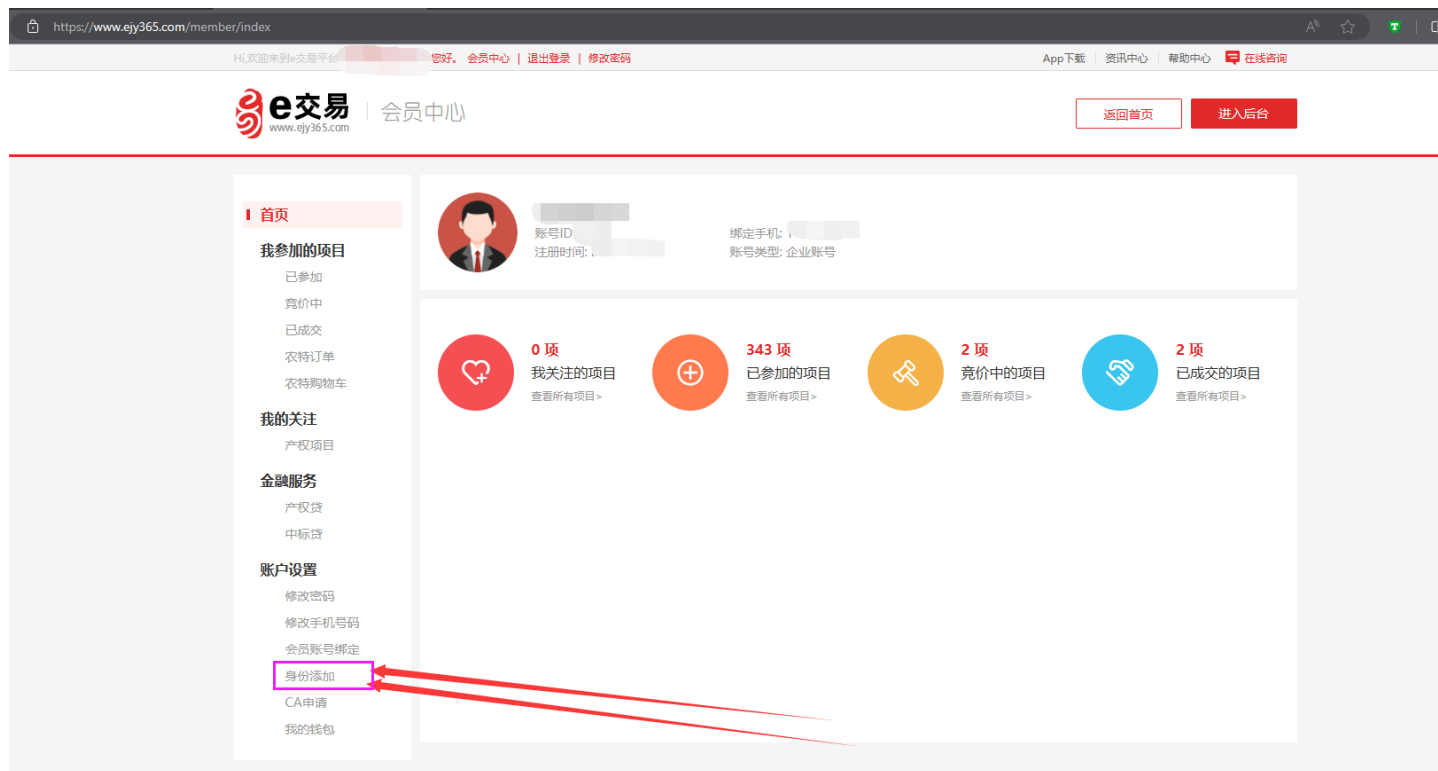 https://www.ejy365.com/member/index
Hi,欢迎来到e交易平台 您好。 会员中心 | 退出登录 | 修改密码
App下载 资讯中心 帮助中心 在线咨询
e交易 会员中心
www.ejy365.com
返回首页 进入后台
首页
我参加的项目
已参加
竞价中
已成交
农特订单
农特购物车
我的关注
产权项目
金融服务
产权贷
中标贷
账户设置
修改密码
修改手机号码
会员账号绑定
身份添加
CA申请
我的钱包
账号ID 绑定手机:
注册时间: 账号类型: 企业账号
0 项
我关注的项目
查看所有项目>
343 项
已参加的项目
查看所有项目>
2 项
竞价中的项目
查看所有项目>
2 项
已成交的项目
查看所有项目>